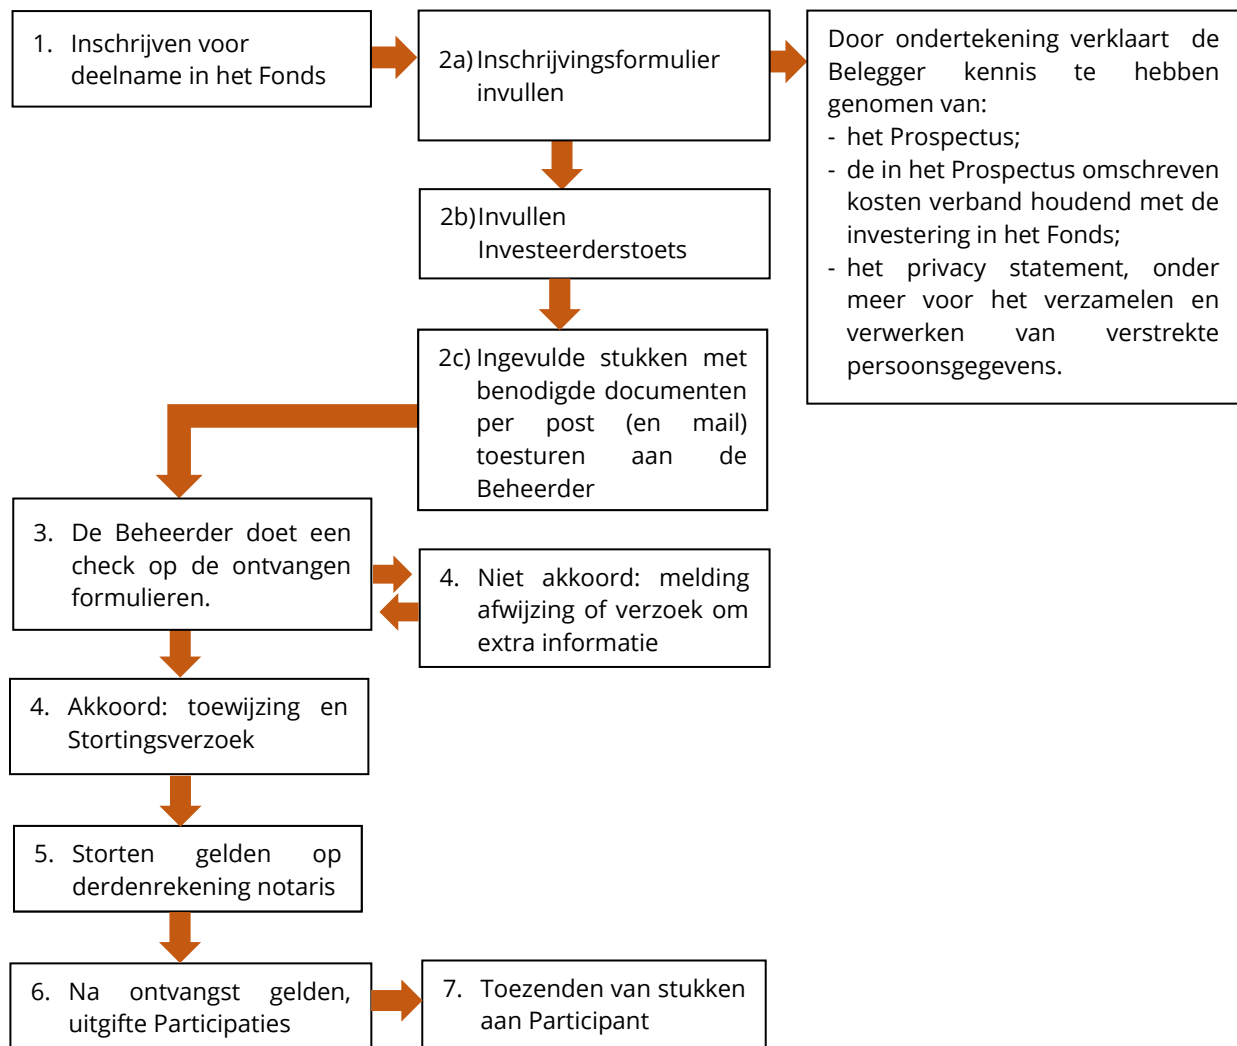 1. Inschrijven voor
deelname in het Fonds
2a) Inschrijvingsformulier
invullen
Door ondertekening verklaart de
Belegger kennis te hebben
genomen van:
- het Prospectus;
- de in het Prospectus omschreven
kosten verband houdend met de
investering in het Fonds;
- het privacy statement, onder
meer voor het verzamelen en
verwerken van verstrekte
persoonsgegevens.
2b) Invullen
Investeerderstoets
2c) Ingevulde stukken met
benodigde documenten
per post (en mail)
toesturen aan de
Beheerder
3. De Beheerder doet een
check op de ontvangen
formulieren.
4. Niet akkoord: melding
afwijzing of verzoek om
extra informatie
4. Akkoord: toewijzing en
Stortingsverzoek
5. Storten gelden op
derdenrekening notaris
6. Na ontvangst gelden,
uitgifte Participaties
7. Toezenden van stukken
aan Participant